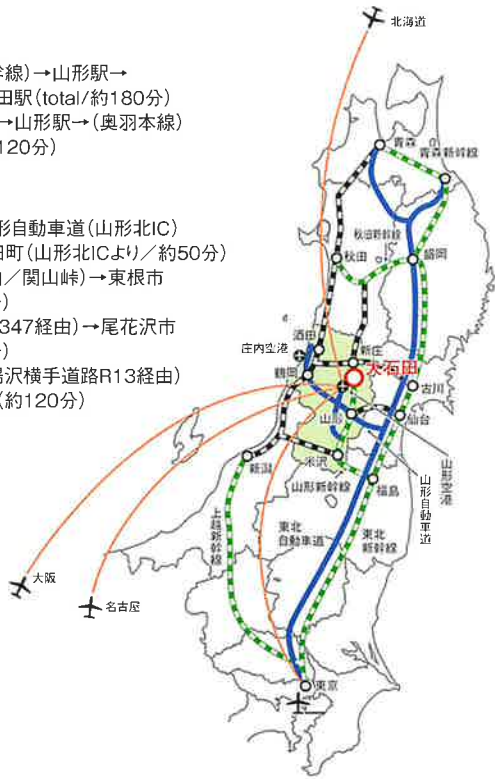 北海道
幹線)→山形駅→
田駅(total/約180分)
→山形駅→(奥羽本線)
120分)
形自動車道(山形北IC)
田町(山形北ICより/約50分)
由/関山峠)→東根市
分)
347経由)→尾花沢市
分)
湯沢横手道路R13経由)
(約120分)
青森
青森新幹線
秋田新幹線
秋田
盛岡
酒田
庄内空港
新庄
大石田
鶴岡
古川
山形
仙台
米沢
新潟
山形新幹線
福島
山形空港
山形自動車道
上越新幹線
東北
自動車道
東北
新幹線
大阪
名古屋
東京